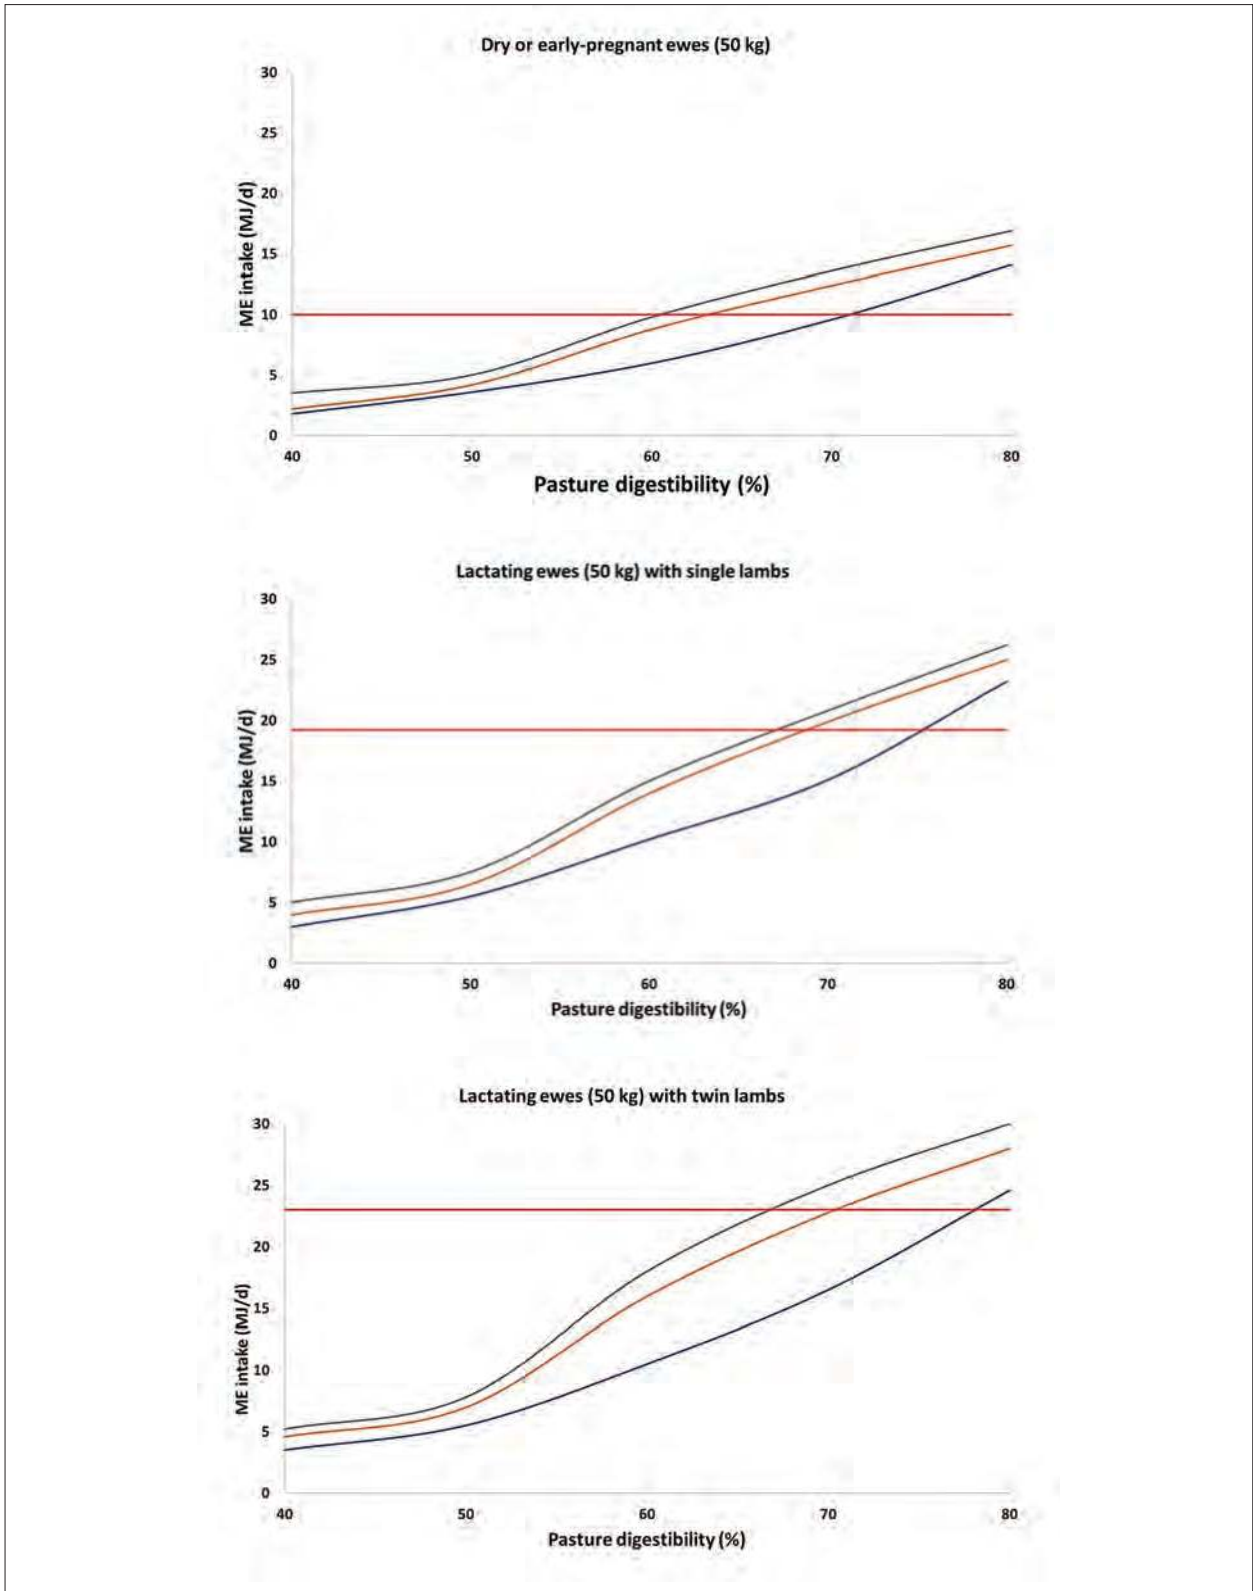 Dry or early-pregnant ewes (50 kg)
30
25
20
15
10
5
0
ME intake (MJ/d)
40 50 60 70 80
Pasture digestibility (%)
Lactating ewes (50 kg) with single lambs
30
25
20
15
10
5
0
ME intake (MJ/d)
40 50 60 70 80
Pasture digestibility (%)
Lactating ewes (50 kg) with twin lambs
30
25
20
15
10
5
0
ME intake (MJ/d)
40 50 60 70 80
Pasture digestibility (%)